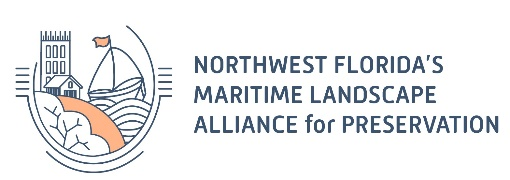 NORTHWEST FLORIDA'S
MARITIME LANDSCAPE
ALLIANCE for PRESERVATION